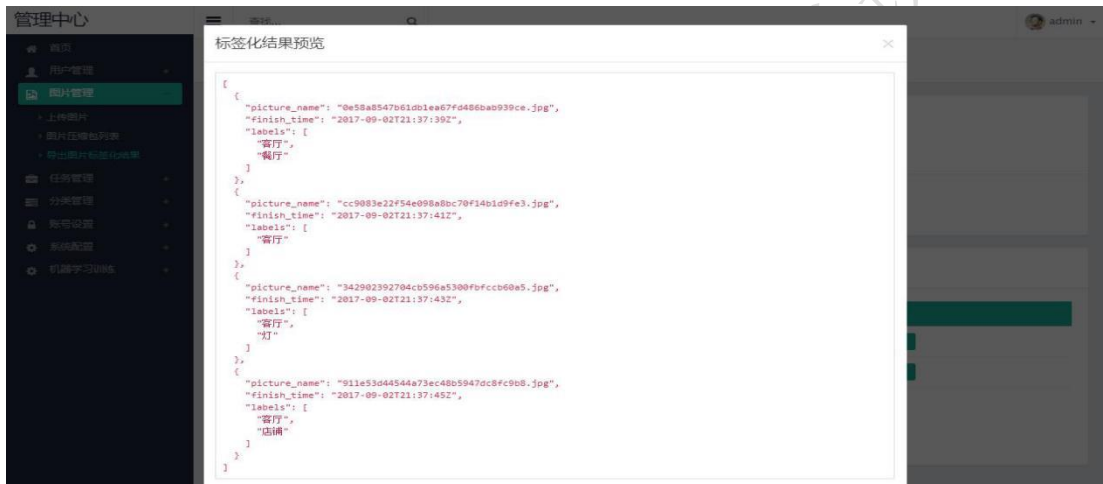 管理中心
查找...
admin
首页
用户管理
图片管理
上传图片
图片压缩包列表
导出图片标签化结果
任务管理
分类管理
账号设置
系统配置
机器学习训练
标签化结果预览
×
[
{
"picture_name": "0e58a8547b61db1ea67fd486bab939ce.jpg",
"finish_time": "2017-09-02T21:37:39Z",
"labels": [
"客厅",
"餐厅"
]
},
{
"picture_name": "cc9083e22f54e098a8bc70f14b1d9fe3.jpg",
"finish_time": "2017-09-02T21:37:41Z",
"labels": [
"客厅"
]
},
{
"picture_name": "342902392704cb596a5300fbfccb60a5.jpg",
"finish_time": "2017-09-02T21:37:43Z",
"labels": [
"客厅",
"灯"
]
},
{
"picture_name": "911e53d44544a73ec48b5947dc8fc9b8.jpg",
"finish_time": "2017-09-02T21:37:45Z",
"labels": [
"客厅",
"店铺"
]
}
]